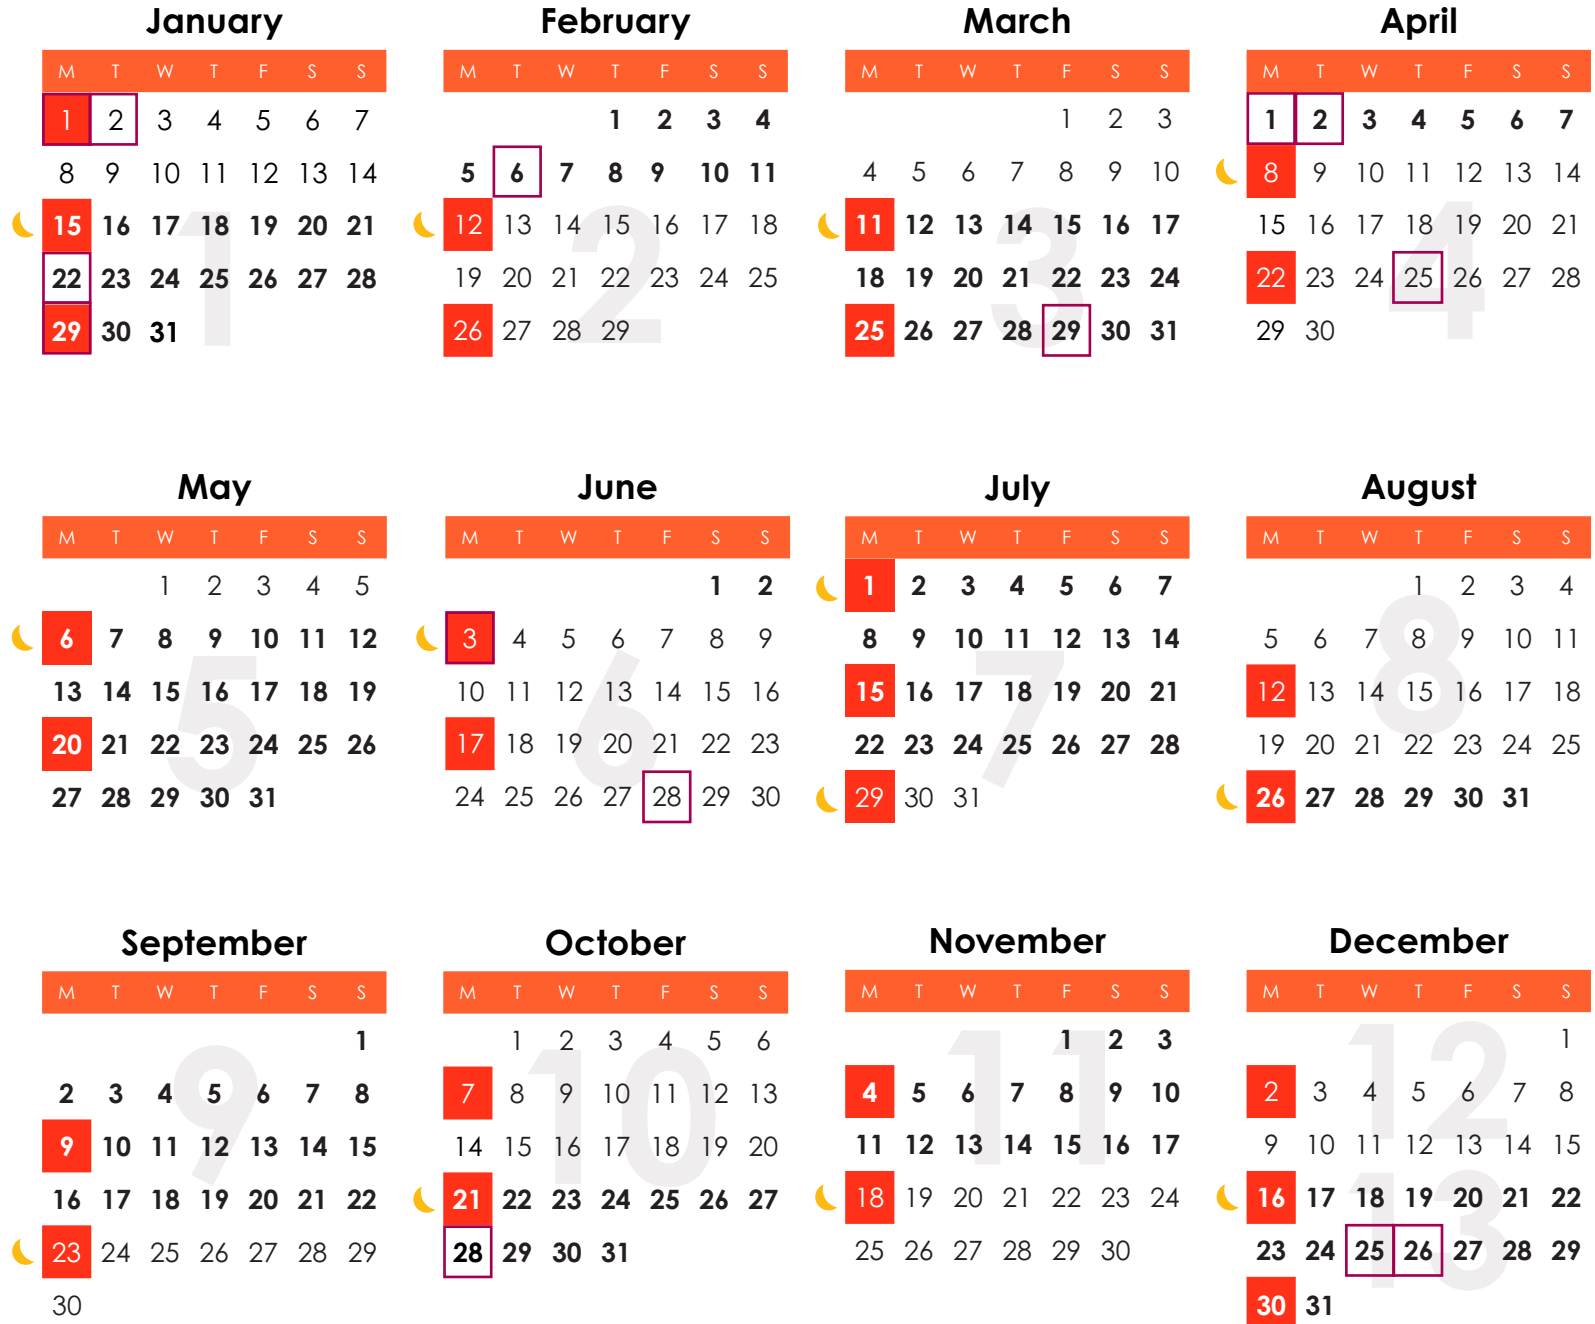 January
M T W T F S S
1 2 3 4 5 6 7
8 9 10 11 12 13 14
15 16 17 18 19 20 21
22 23 24 25 26 27 28
29 30 31
1
February
M T W T F S S
1 2 3 4
5 6 7 8 9 10 11
12 13 14 15 16 17 18
19 20 21 22 23 24 25
26 27 28 29
2
March
M T W T F S S
1 2 3
4 5 6 7 8 9 10
11 12 13 14 15 16 17
18 19 20 21 22 23 24
25 26 27 28 29 30 31
3
April
M T W T F S S
1 2 3 4 5 6 7
8 9 10 11 12 13 14
15 16 17 18 19 20 21
22 23 24 25 26 27 28
29 30
4
May
M T W T F S S
1 2 3 4 5
6 7 8 9 10 11 12
13 14 15 16 17 18 19
20 21 22 23 24 25 26
27 28 29 30 31
5
June
M T W T F S S
1 2
3 4 5 6 7 8 9
10 11 12 13 14 15 16
17 18 19 20 21 22 23
24 25 26 27 28 29 30
6
July
M T W T F S S
1 2 3 4 5 6 7
8 9 10 11 12 13 14
15 16 17 18 19 20 21
22 23 24 25 26 27 28
29 30 31
7
August
M T W T F S S
1 2 3 4
5 6 7 8 9 10 11
12 13 14 15 16 17 18
19 20 21 22 23 24 25
26 27 28 29 30 31
8
September
M T W T F S S
1
2 3 4 5 6 7 8
9 10 11 12 13 14 15
16 17 18 19 20 21 22
23 24 25 26 27 28 29
30
9
October
M T W T F S S
1 2 3 4 5 6
7 8 9 10 11 12 13
14 15 16 17 18 19 20
21 22 23 24 25 26 27
28 29 30 31
10
November
M T W T F S S
1 2 3
4 5 6 7 8 9 10
11 12 13 14 15 16 17
18 19 20 21 22 23 24
25 26 27 28 29 30
11
December
M T W T F S S
1
2 3 4 5 6 7 8
9 10 11 12 13 14 15
16 17 18 19 20 21 22
23 24 25 26 27 28 29
30 31
12
13